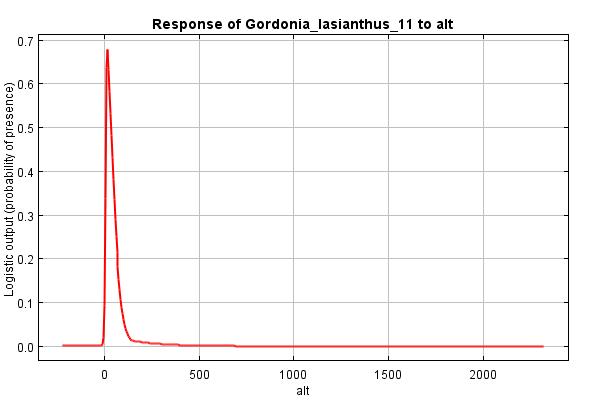 Response of Gordonia_lasianthus_11 to alt
Logistic output (probability of presence)
0.7
0.6
0.5
0.4
0.3
0.2
0.1
0.0
0 500 1000 1500 2000
alt